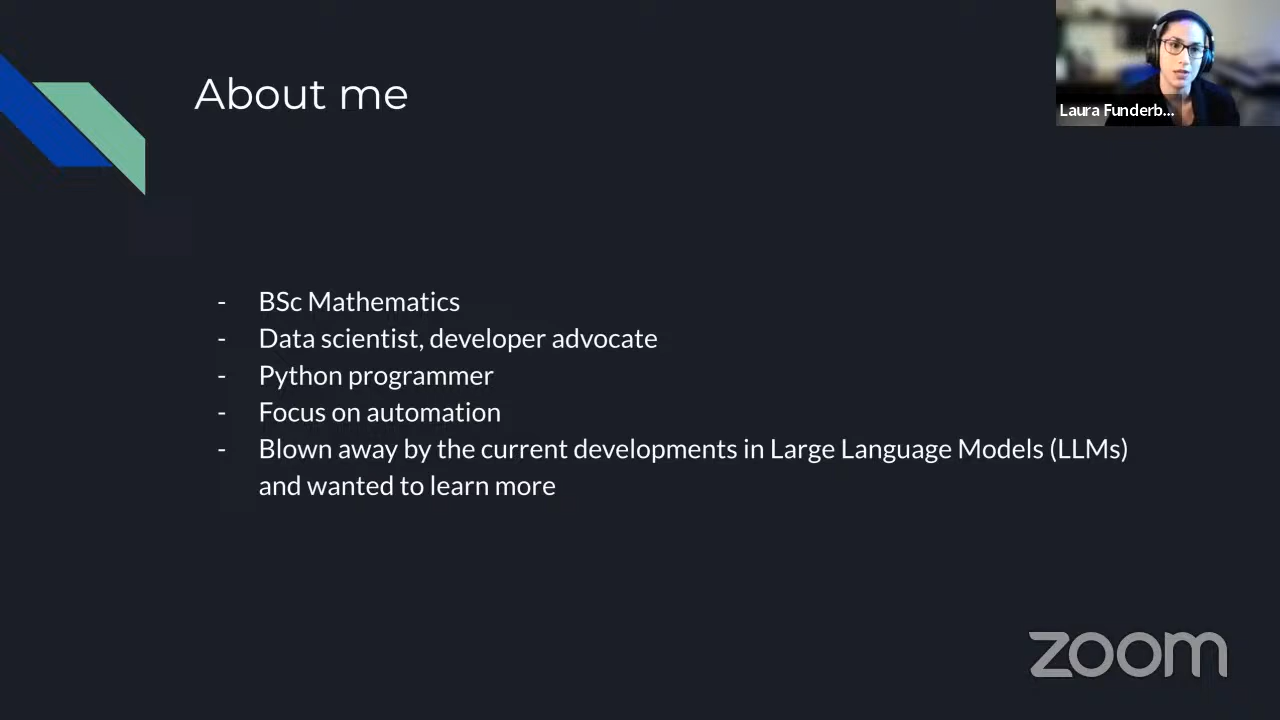 About me
Laura Funderb...
- BSc Mathematics
- Data scientist, developer advocate
- Python programmer
- Focus on automation
- Blown away by the current developments in Large Language Models (LLMs)
and wanted to learn more
zoom